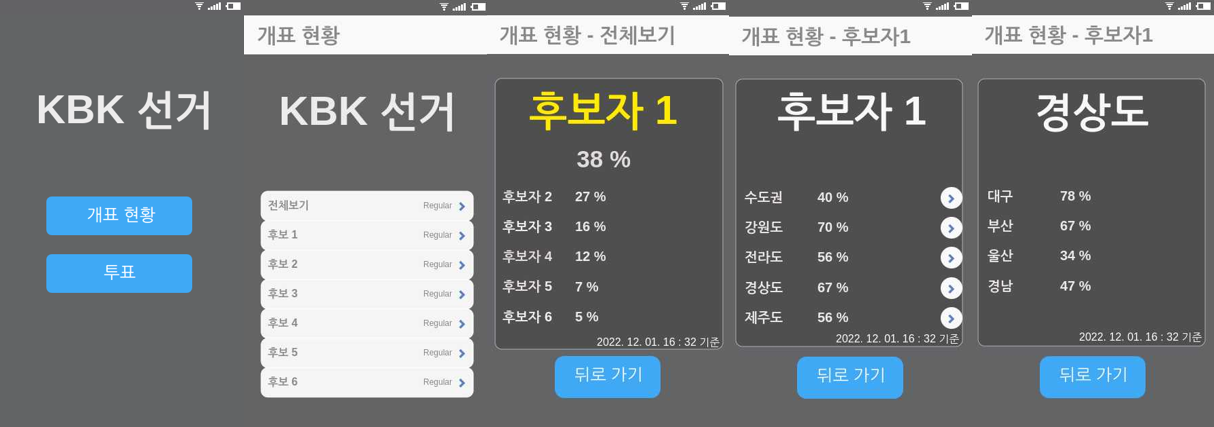 KBK 선거
개표 현황
투표
개표 현황
KBK 선거
전체보기 Regular
후보 1 Regular
후보 2 Regular
후보 3 Regular
후보 4 Regular
후보 5 Regular
후보 6 Regular
개표 현황 - 전체보기
후보자 1
38 %
후보자 2 27 %
후보자 3 16 %
후보자 4 12 %
후보자 5 7 %
후보자 6 5 %
2022. 12. 01. 16 : 32 기준
뒤로 가기
개표 현황 - 후보자1
후보자 1
수도권 40 %
강원도 70 %
전라도 56 %
경상도 67 %
제주도 56 %
2022. 12. 01. 16 : 32 기준
뒤로 가기
개표 현황 - 후보자1
경상도
대구 78 %
부산 67 %
울산 34 %
경남 47 %
2022. 12. 01. 16 : 32 기준
뒤로 가기